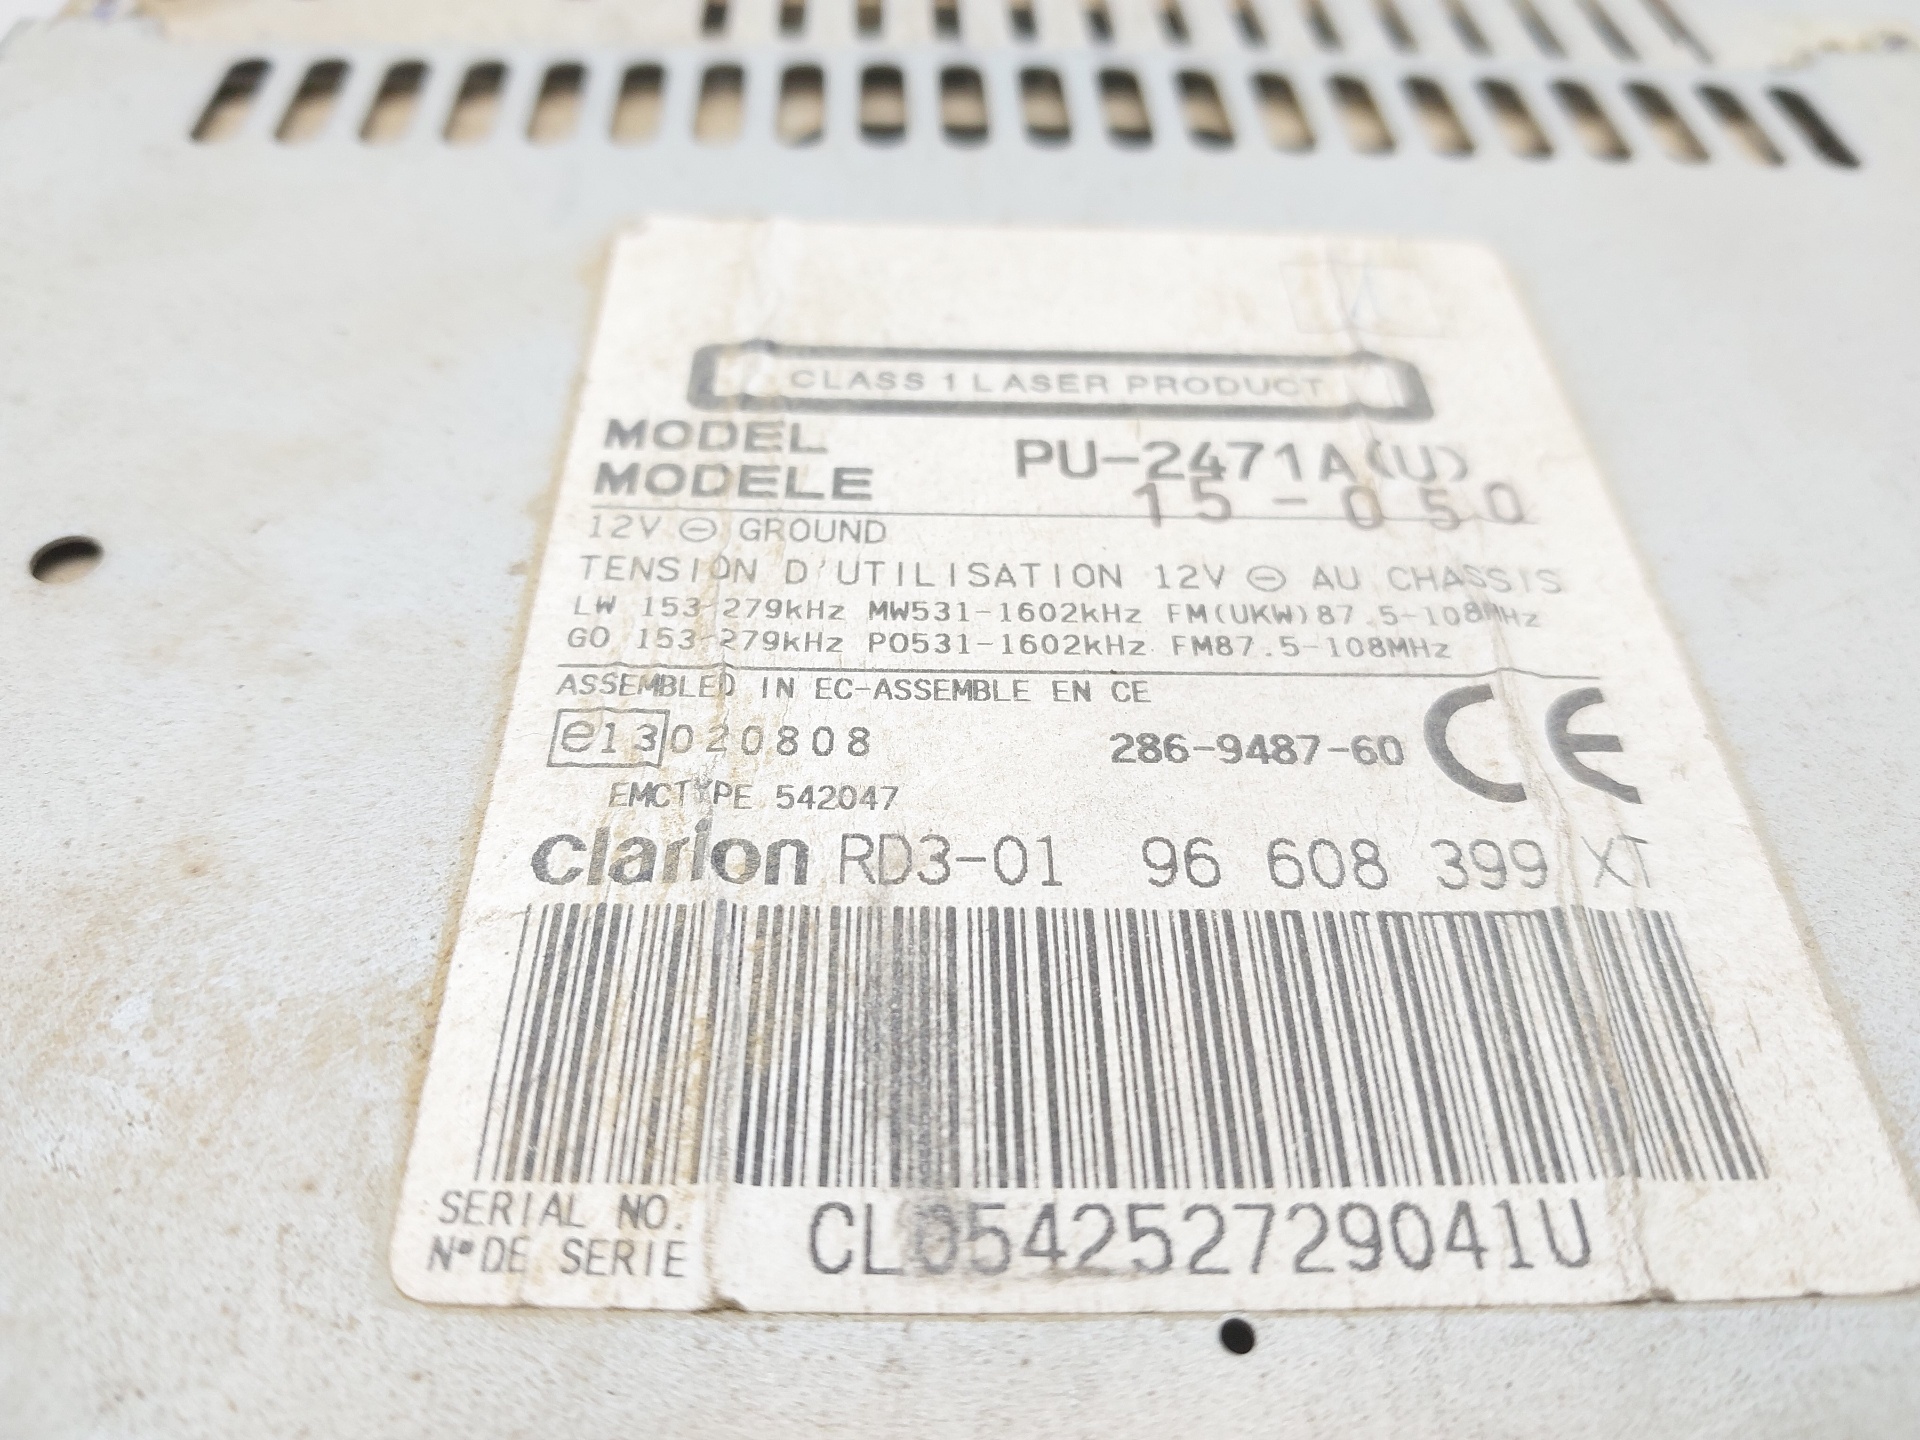 CLASS 1 LASER PRODUCT
MODEL
MODELE
PU-2471A(U)
15-050
12V ⊖ GROUND
TENSION D'UTILISATION 12V ⊖ AU CHASSIS
LW 153-279kHz MW531-1602kHz FM(UKW)87.5-108MHz
GO 153-279kHz PO531-1602kHz FM87.5-108MHz
ASSEMBLED IN EC-ASSEMBLE EN CE
e13 020808 286-9487-60 CE
EMCTYPE 542047
clarion RD3-01 96 608 399 XT
SERIAL NO.
N° DE SERIE
CL0542527729041U